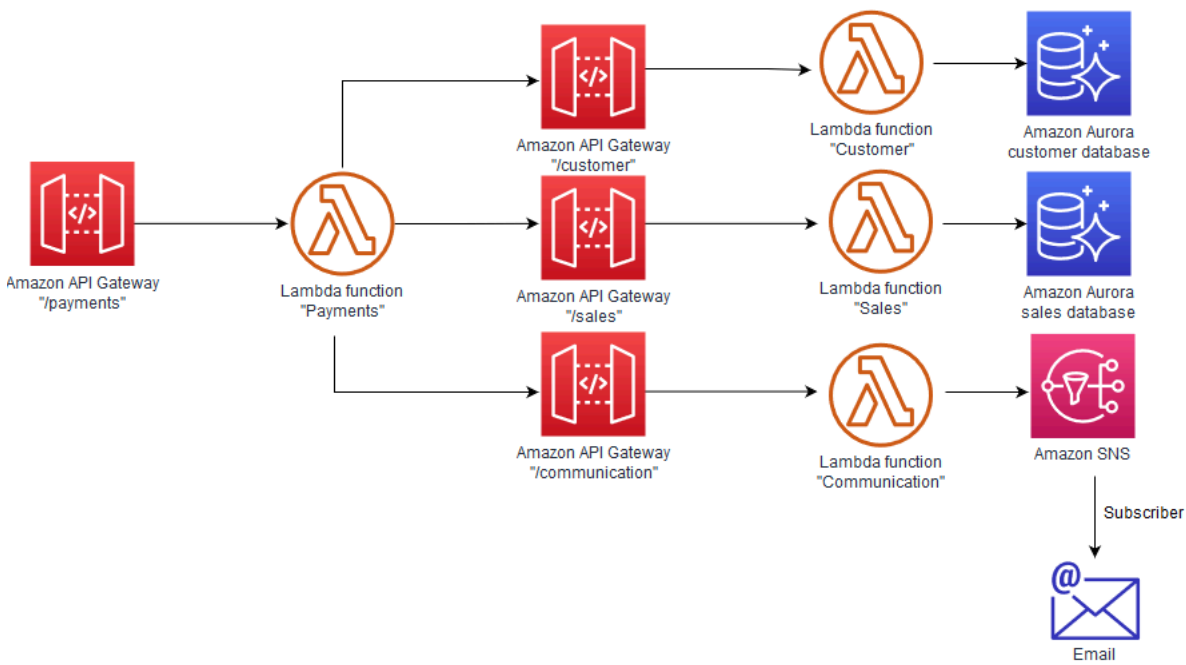 Amazon API Gateway
"/payments"
Lambda function
"Payments"
</>
Amazon API Gateway
"/customer"
</>
Amazon API Gateway
"/sales"
</>
Amazon API Gateway
"/communication"
</>
Lambda function
"Customer"
Lambda function
"Sales"
Lambda function
"Communication"
Amazon Aurora
customer database
Amazon Aurora
sales database
Amazon SNS
Subscriber
@
Email